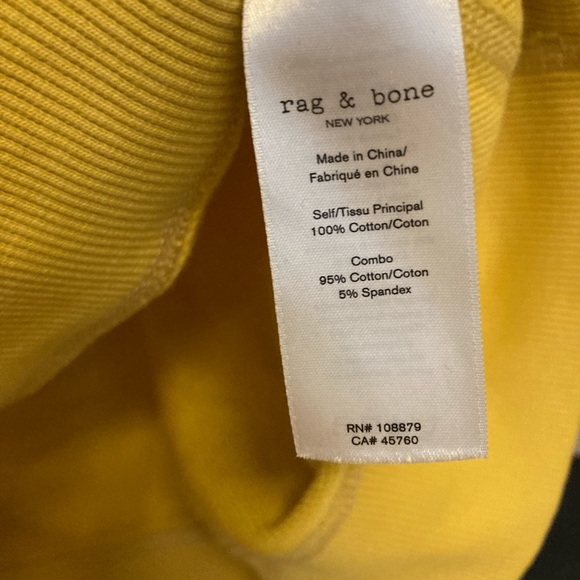 rag & bone
NEW YORK
Made in China/
Fabriqué en Chine
Self/Tissu Principal
100% Cotton/Coton
Combo
95% Cotton/Coton
5% Spandex
RN# 108879
CA# 45760